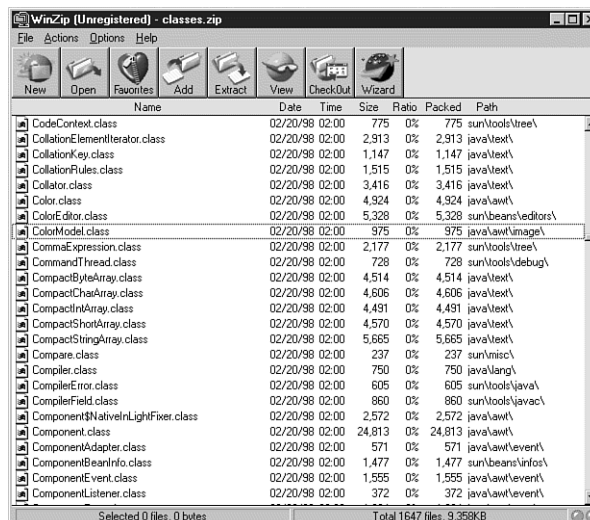 WinZip (Unregistered) - classes.zip
File Actions Options Help
New Open Favorites Add Extract View CheckOut Wizard
Name Date Time Size Ratio Packed Path
CodeContext.class 02/20/98 02:00 775 0% 775 sun\tools\tree\
CollationElementIterator.class 02/20/98 02:00 2,913 0% 2,913 java\text\
CollationKey.class 02/20/98 02:00 1,147 0% 1,147 java\text\
CollationRules.class 02/20/98 02:00 1,515 0% 1,515 java\text\
Collator.class 02/20/98 02:00 3,416 0% 3,416 java\text\
Color.class 02/20/98 02:00 4,924 0% 4,924 java\awt\
ColorEditor.class 02/20/98 02:00 5,328 0% 5,328 sun\beans\editors\
ColorModel.class 02/20/98 02:00 975 0% 975 java\awt\image\
CommaExpression.class 02/20/98 02:00 2,177 0% 2,177 sun\tools\tree\
CommandThread.class 02/20/98 02:00 728 0% 728 sun\tools\debug\
CompactByteArray.class 02/20/98 02:00 4,514 0% 4,514 java\text\
CompactCharArray.class 02/20/98 02:00 4,606 0% 4,606 java\text\
CompactIntArray.class 02/20/98 02:00 4,491 0% 4,491 java\text\
CompactShortArray.class 02/20/98 02:00 4,570 0% 4,570 java\text\
CompactStringArray.class 02/20/98 02:00 5,665 0% 5,665 java\text\
Compare.class 02/20/98 02:00 237 0% 237 sun\misc\
Compiler.class 02/20/98 02:00 750 0% 750 java\lang\
CompilerError.class 02/20/98 02:00 605 0% 605 sun\tools\java\
CompilerField.class 02/20/98 02:00 860 0% 860 sun\tools\javac\
Component$NativeInLightFixer.class 02/20/98 02:00 2,572 0% 2,572 java\awt\
Component.class 02/20/98 02:00 24,813 0% 24,813 java\awt\
ComponentAdapter.class 02/20/98 02:00 571 0% 571 java\awt\event\
ComponentBeanInfo.class 02/20/98 02:00 1,477 0% 1,477 sun\beans\infos\
ComponentEvent.class 02/20/98 02:00 1,555 0% 1,555 java\awt\event\
ComponentListener.class 02/20/98 02:00 372 0% 372 java\awt\event\
Selected 0 files, 0 bytes Total 1647 files, 9,358KB